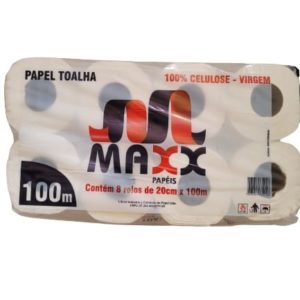 PAPEL TOALHA
100% CELULOSE - VIRGEM
MAXX
PAPÉIS
100m
Contém 8 rolos de 20cm x 100m